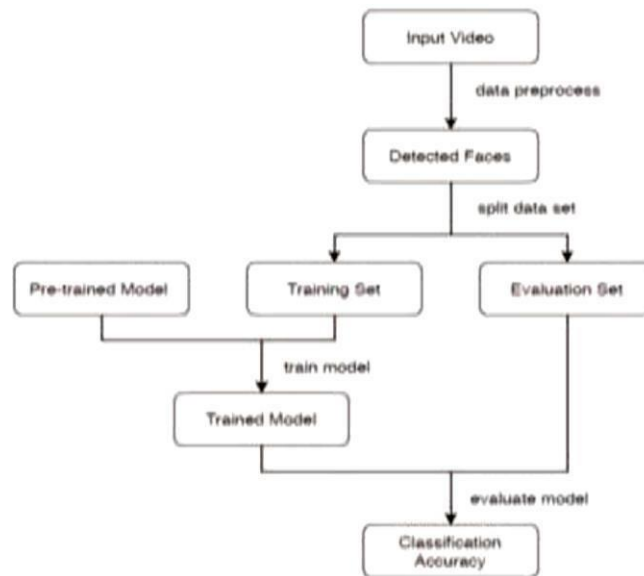 Input Video
data preprocess
Detected Faces
split data set
Pre-trained Model
Training Set
Evaluation Set
train model
Trained Model
evaluate model
Classification
Accuracy